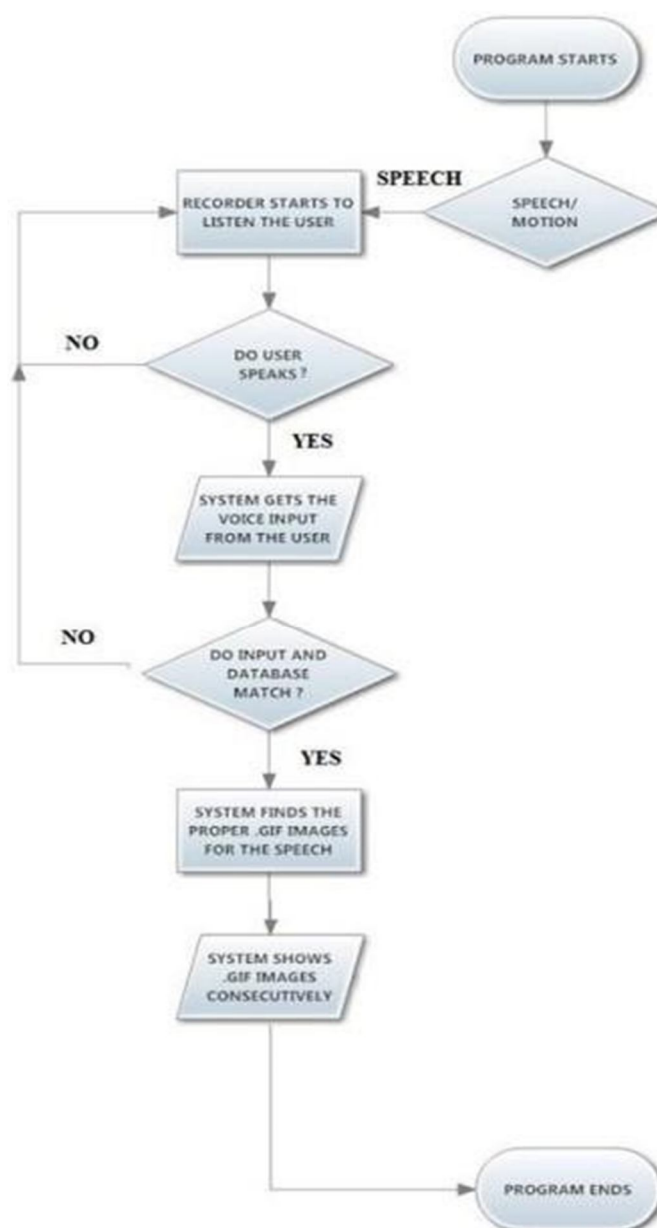 PROGRAM STARTS
SPEECH
SPEECH/
MOTION
RECORDER STARTS TO
LISTEN THE USER
NO
DO USER
SPEAKS ?
YES
SYSTEM GETS THE
VOICE INPUT
FROM THE USER
NO
DO INPUT AND
DATABASE
MATCH ?
YES
SYSTEM FINDS THE
PROPER .GIF IMAGES
FOR THE SPEECH
SYSTEM SHOWS
.GIF IMAGES
CONSECUTIVELY
PROGRAM ENDS